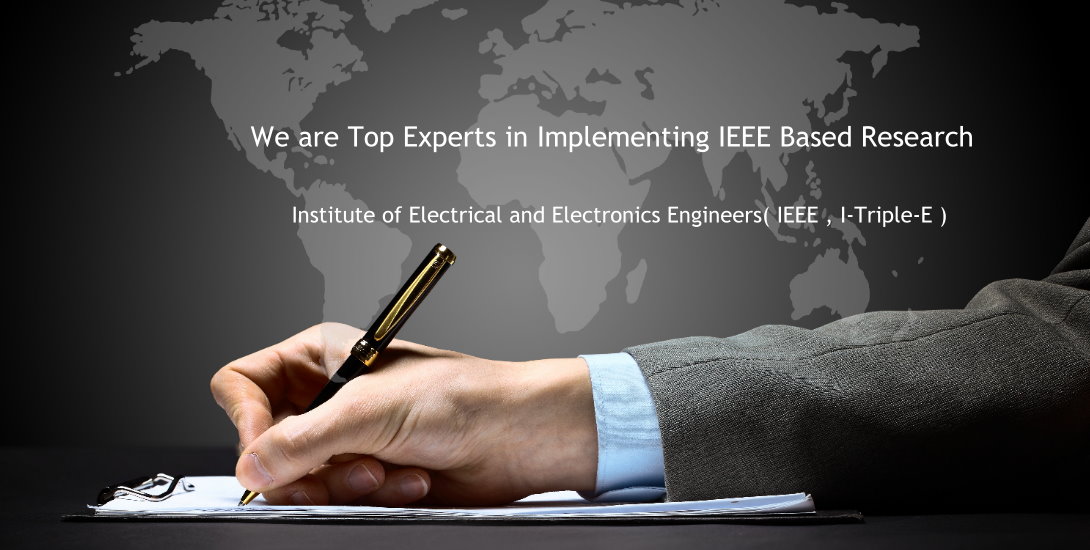 We are Top Experts in Implementing IEEE Based Research
Institute of Electrical and Electronics Engineers( IEEE , I-Triple-E )